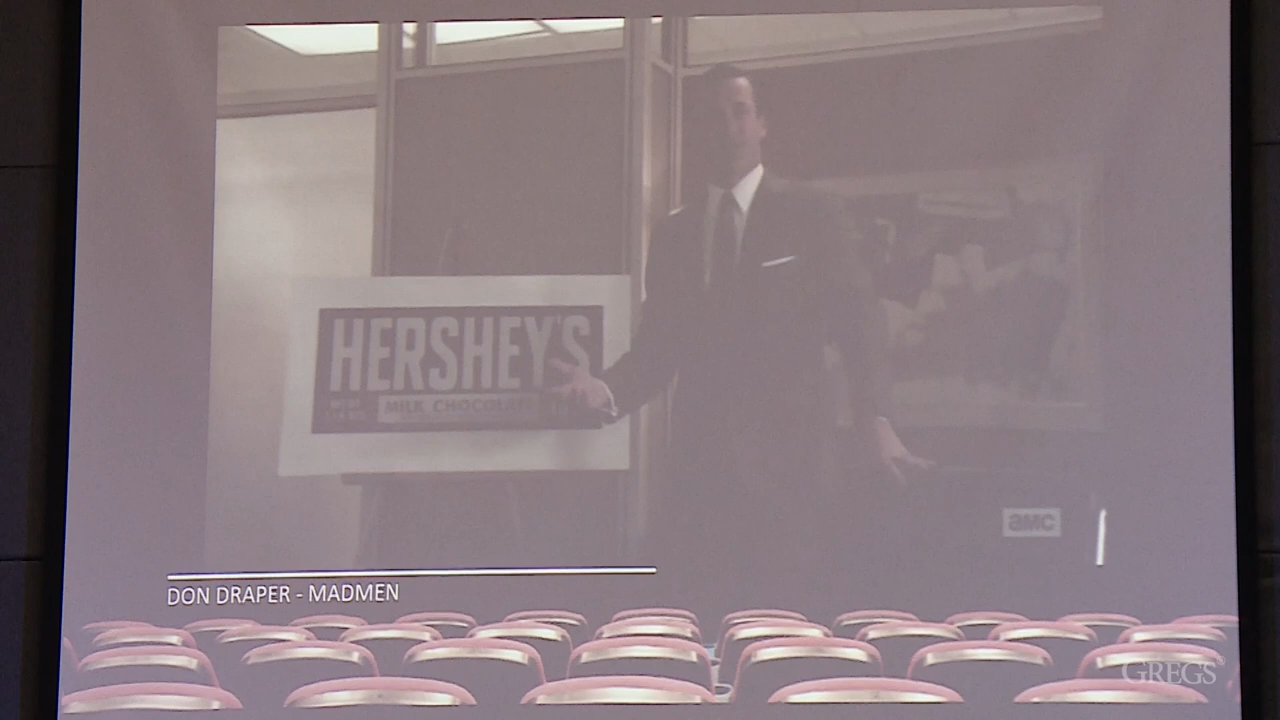 HERSHEY'S
MILK CHOCOLATE
amc
DON DRAPER - MADMEN
GREGS